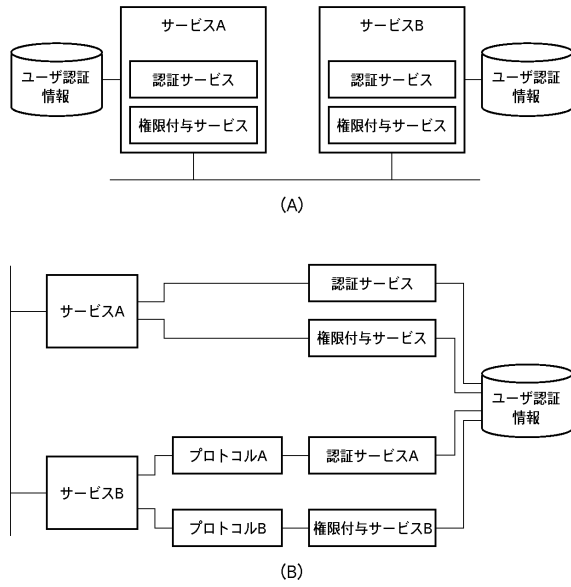 サービスA
サービスB
ユーザ認証
情報
認証サービス
権限付与サービス
認証サービス
権限付与サービス
ユーザ認証
情報
(A)
サービスA
認証サービス
権限付与サービス
ユーザ認証
情報
サービスB
プロトコルA
認証サービスA
プロトコルB
権限付与サービスB
(B)